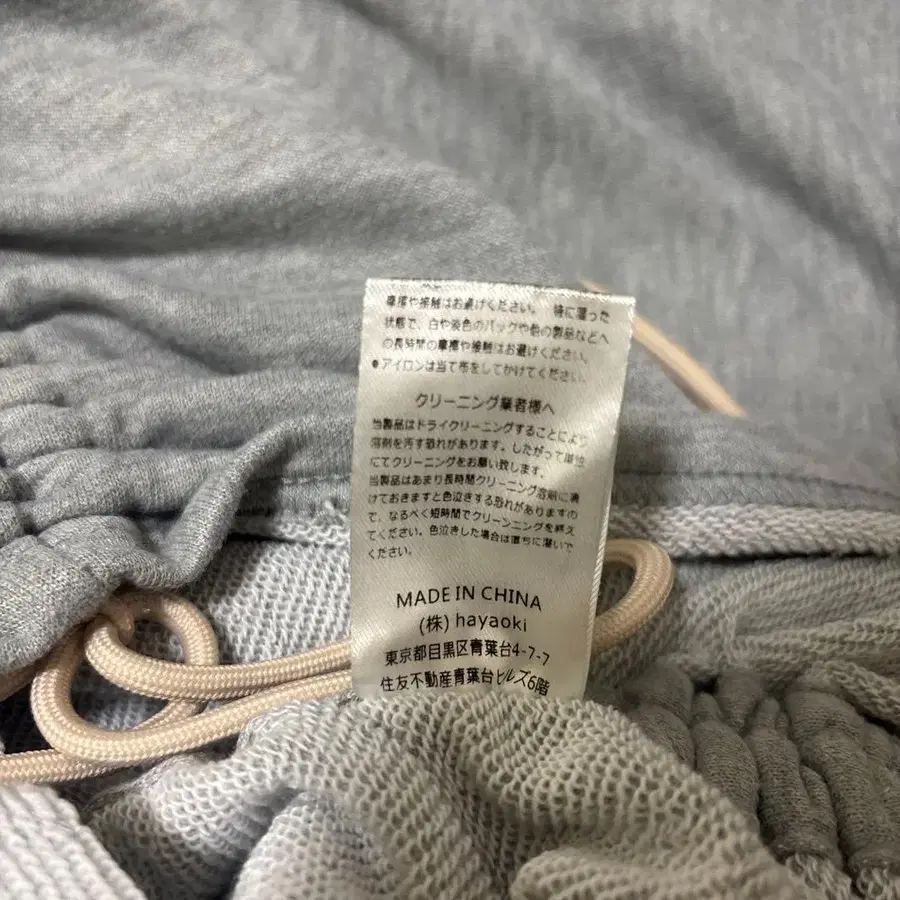 摩擦や接触はお避けください。 特に湿った
状態で、白や淡色のバックや他の製品などへ
の長時間の摩擦や接触はお避けください。
●アイロンは当て布をしてかけてください。
クリーニング業者様へ
当製品はドライクリーニングすることにより
溶剤を汚す恐れがあります。したがって単独
にてクリーニングをお願い致します。
当製品はあまり長時間クリーニング溶剤に漬
けておきますと色泣きする恐れがありますの
で、なるべく短時間でクリーンニングを終え
てください。色泣きした場合は直ちに濯いで
ください。
MADE IN CHINA
(株) hayaoki
東京都目黒区青葉台4-7-7
住友不動産青葉台ヒルズ6階